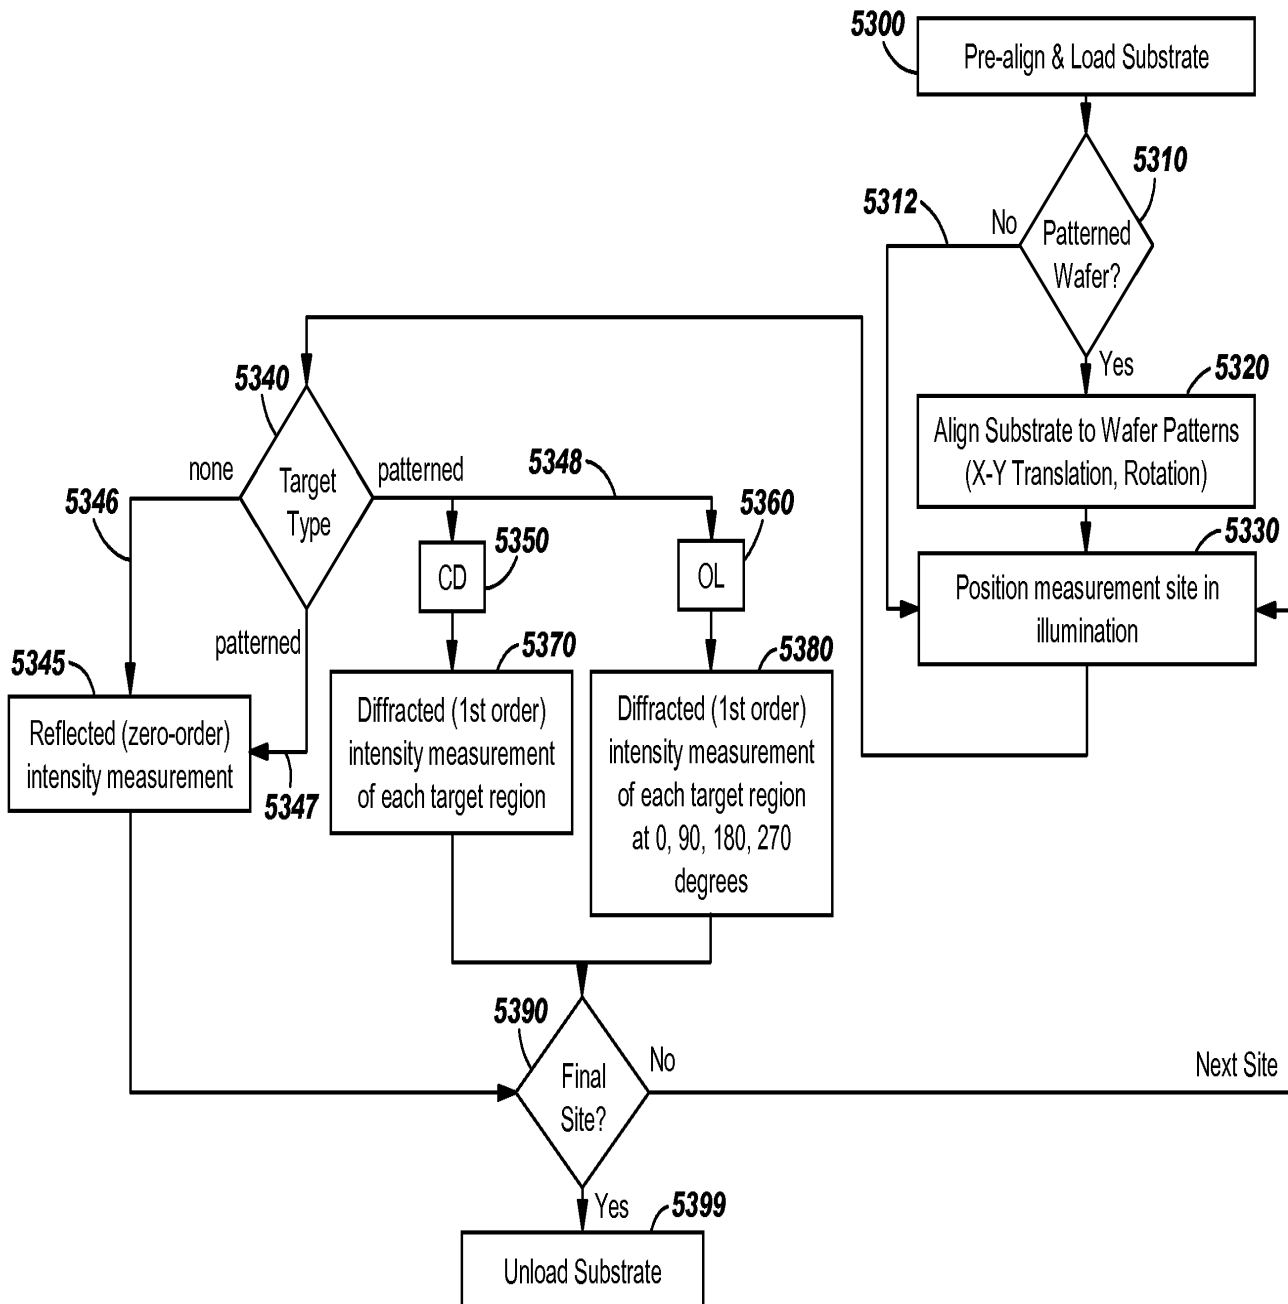 5300
Pre-align & Load Substrate
5310
5312
No
Patterned
Wafer?
Yes
5320
Align Substrate to Wafer Patterns
(X-Y Translation, Rotation)
5330
Position measurement site in
illumination
5340
none
Target
Type
patterned
5348
5346
patterned
5347
5350
CD
5360
OL
5345
Reflected (zero-order)
intensity measurement
5370
Diffracted (1st order)
intensity measurement
of each target region
5380
Diffracted (1st order)
intensity measurement
of each target region
at 0, 90, 180, 270
degrees
5390
Final
Site?
No
Next Site
Yes
5399
Unload Substrate